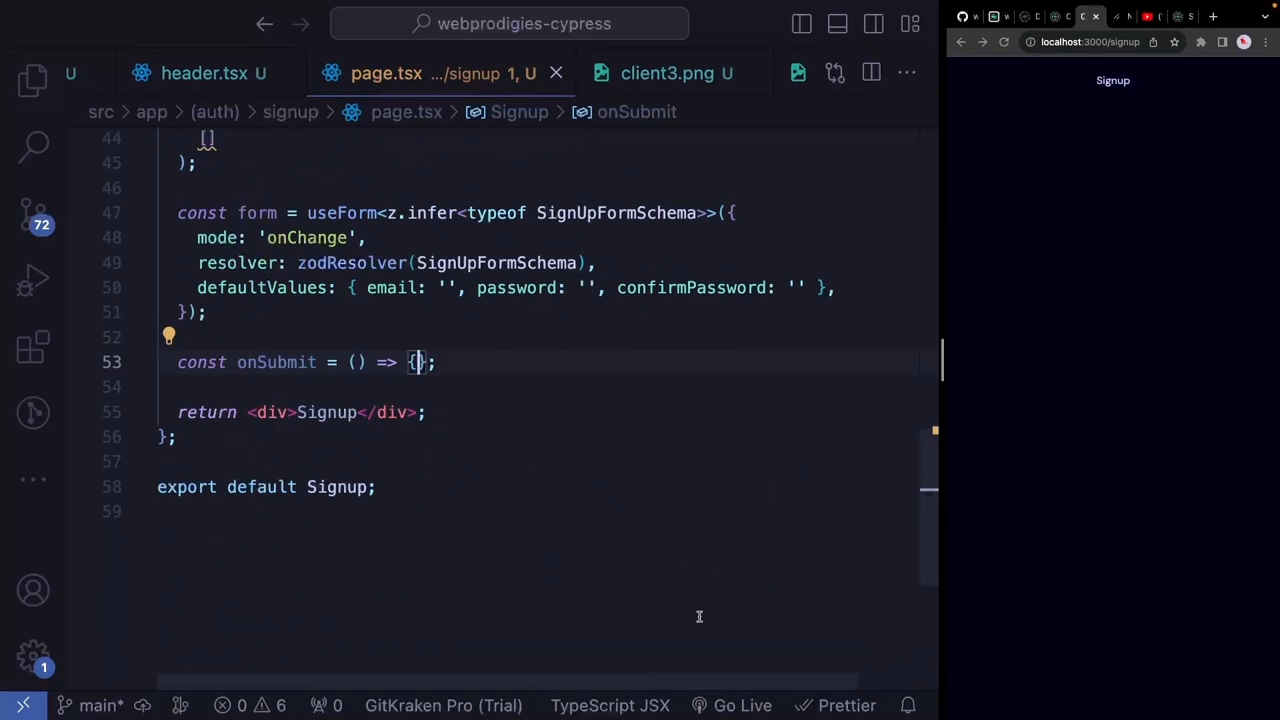 webprodigies-cypress
U
header.tsx U
page.tsx .../signup 1, U
client3.png U
localhost:3000/signup
src > app > (auth) > signup > page.tsx > Signup > onSubmit
Signup
44 []
45 );
46
47 const form = useForm<z.infer<typeof SignUpFormSchema>>({
48 mode: 'onChange',
49 resolver: zodResolver(SignUpFormSchema),
50 defaultValues: { email: '', password: '', confirmPassword: '' },
51 });
52
53 const onSubmit = () => {};
54
55 return <div>Signup</div>;
56 };
57
58 export default Signup;
59
72
1
main* 0 6 0 GitKraken Pro (Trial) TypeScript JSX Go Live Prettier